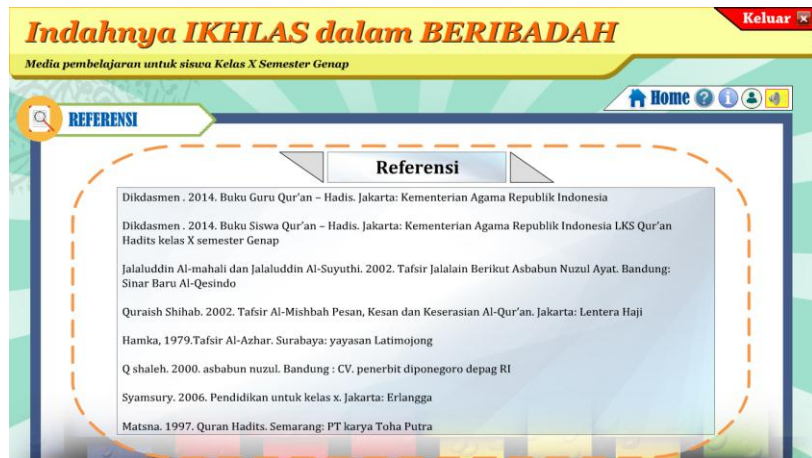 Indahnya IKHLAS dalam BERIBADAH
Keluar
Media pembelajaran untuk siswa Kelas X Semester Genap
Home
REFERENSI
Referensi
Dikdasmen . 2014. Buku Guru Qur'an – Hadis. Jakarta: Kementerian Agama Republik Indonesia
Dikdasmen . 2014. Buku Siswa Qur'an – Hadis. Jakarta: Kementerian Agama Republik Indonesia LKS Qur'an
Hadits kelas X semester Genap
Jalaluddin Al-mahali dan Jalaluddin Al-Suyuthi. 2002. Tafsir Jalalain Berikut Asbabun Nuzul Ayat. Bandung:
Sinar Baru Al-Qesindo
Quraish Shihab. 2002. Tafsir Al-Mishbah Pesan, Kesan dan Keserasian Al-Qur'an. Jakarta: Lentera Haji
Hamka, 1979.Tafsir Al-Azhar. Surabaya: yayasan Latimojong
Q shaleh. 2000. asbabun nuzul. Bandung : CV. penerbit diponegoro depag RI
Syamsury. 2006. Pendidikan untuk kelas x. Jakarta: Erlangga
Matsna. 1997. Quran Hadits. Semarang: PT karya Toha Putra